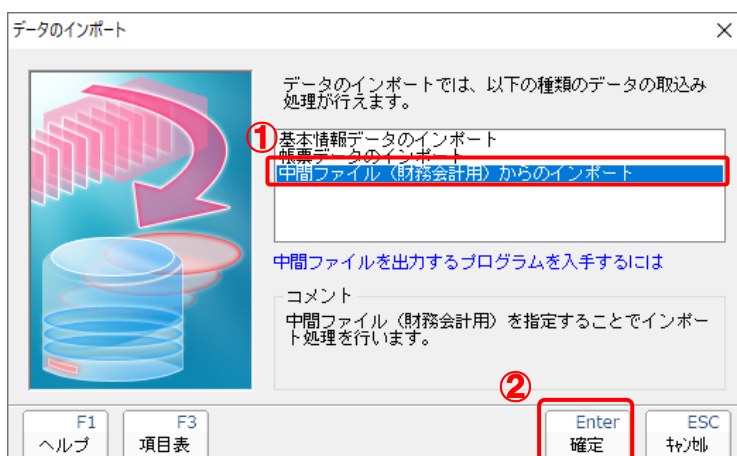 データのインポート
データのインポートでは、以下の種類のデータの取込み
処理が行えます。
①
基本情報データのインポート
帳票データのインポート
中間ファイル（財務会計用）からのインポート
中間ファイルを出力するプログラムを入手するには
コメント
中間ファイル（財務会計用）を指定することでインポー
ト処理を行います。
②
F1
ヘルプ
F3
項目表
Enter
確定
ESC
ｷｬﾝｾﾙ